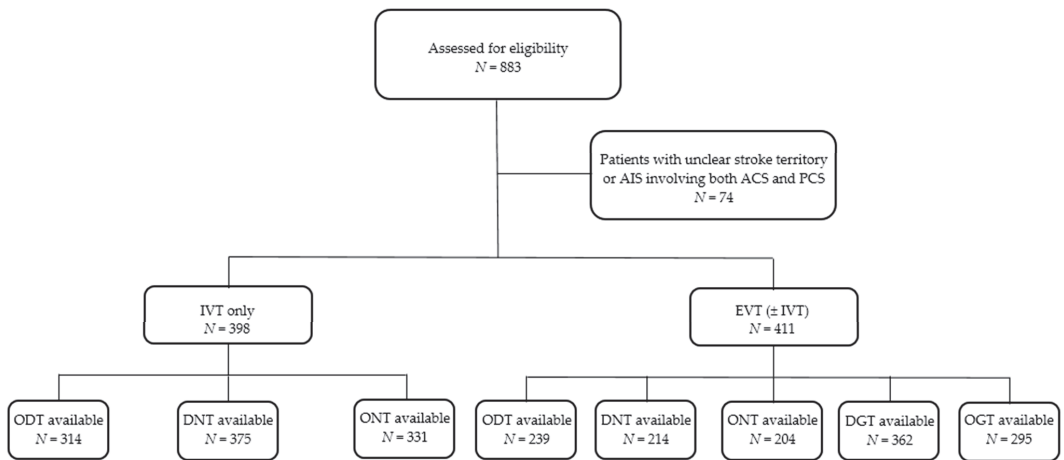 Assessed for eligibility
N = 883
Patients with unclear stroke territory
or AIS involving both ACS and PCS
N = 74
IVT only
N = 398
EVT (± IVT)
N = 411
ODT available
N = 314
DNT available
N = 375
ONT available
N = 331
ODT available
N = 239
DNT available
N = 214
ONT available
N = 204
DGT available
N = 362
OGT available
N = 295